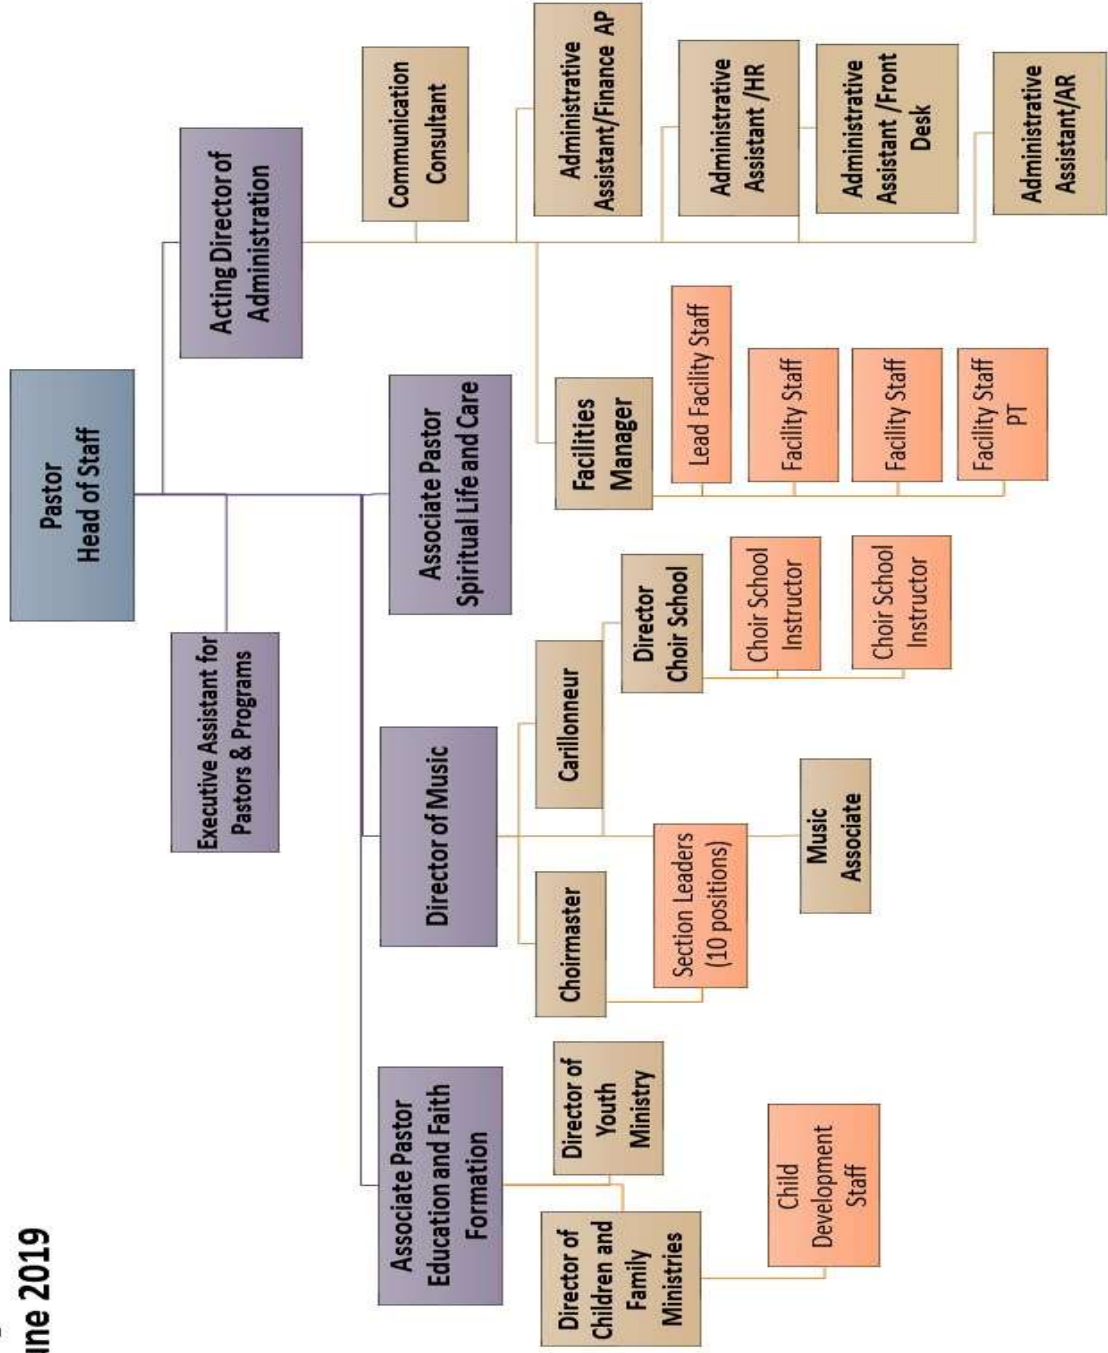 une 2019
Pastor
Head of Staff
Executive Assistant for
Pastors & Programs
Acting Director of
Administration
Associate Pastor
Education and Faith
Formation
Director of Music
Associate Pastor
Spiritual Life and Care
Communication
Consultant
Director of
Children and
Family
Ministries
Director of
Youth
Ministry
Child
Development
Staff
Choirmaster
Carillonneur
Section Leaders
(10 positions)
Director
Choir School
Choir School
Instructor
Choir School
Instructor
Music
Associate
Facilities
Manager
Lead Facility Staff
Facility Staff
Facility Staff
Facility Staff
PT
Administrative
Assistant/Finance AP
Administrative
Assistant /HR
Administrative
Assistant /Front
Desk
Administrative
Assistant/AR